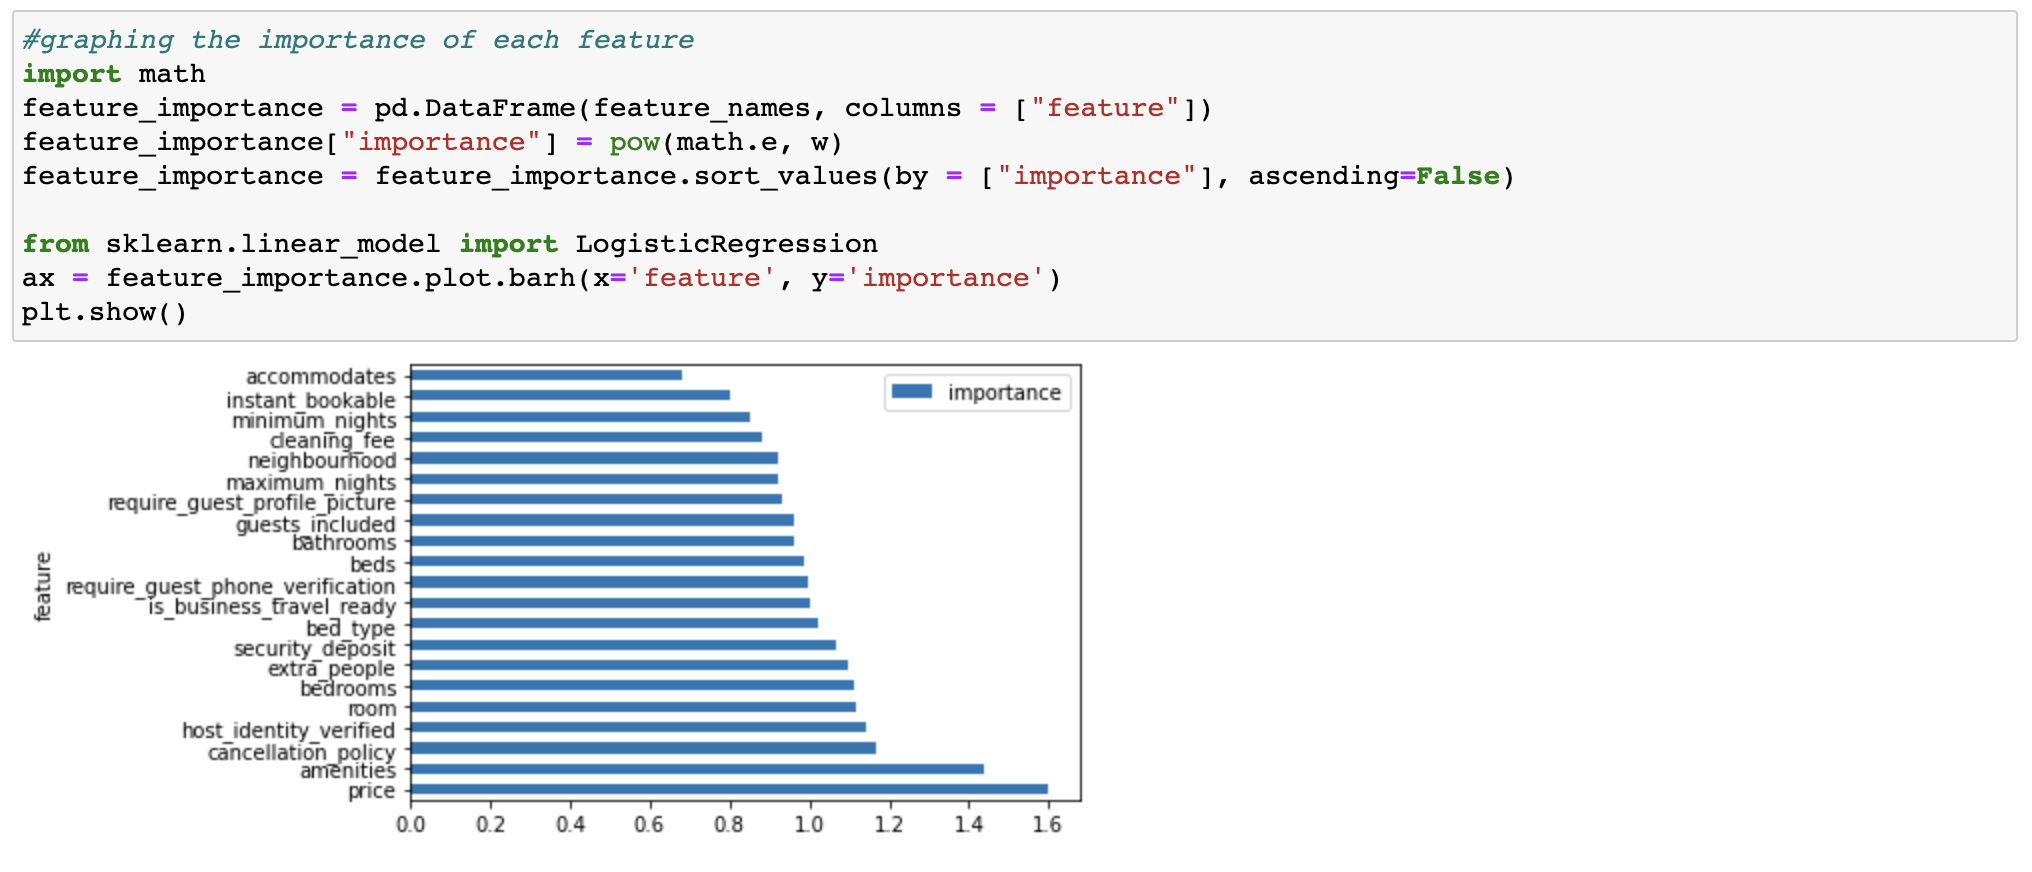 #graphing the importance of each feature
import math
feature_importance = pd.DataFrame(feature_names, columns = ["feature"])
feature_importance["importance"] = pow(math.e, w)
feature_importance = feature_importance.sort_values(by = ["importance"], ascending=False)
from sklearn.linear_model import LogisticRegression
ax = feature_importance.plot.barh(x='feature', y='importance')
plt.show()
importance
accommodates
instant_bookable
minimum_nights
cleaning_fee
neighbourhood
maximum_nights
require_guest_profile_picture
guests_included
bathrooms
beds
require_guest_phone_verification
is_business_travel_ready
bed_type
security_deposit
extra_people
bedrooms
room
host_identity_verified
cancellation_policy
amenities
price
feature
0.0 0.2 0.4 0.6 0.8 1.0 1.2 1.4 1.6